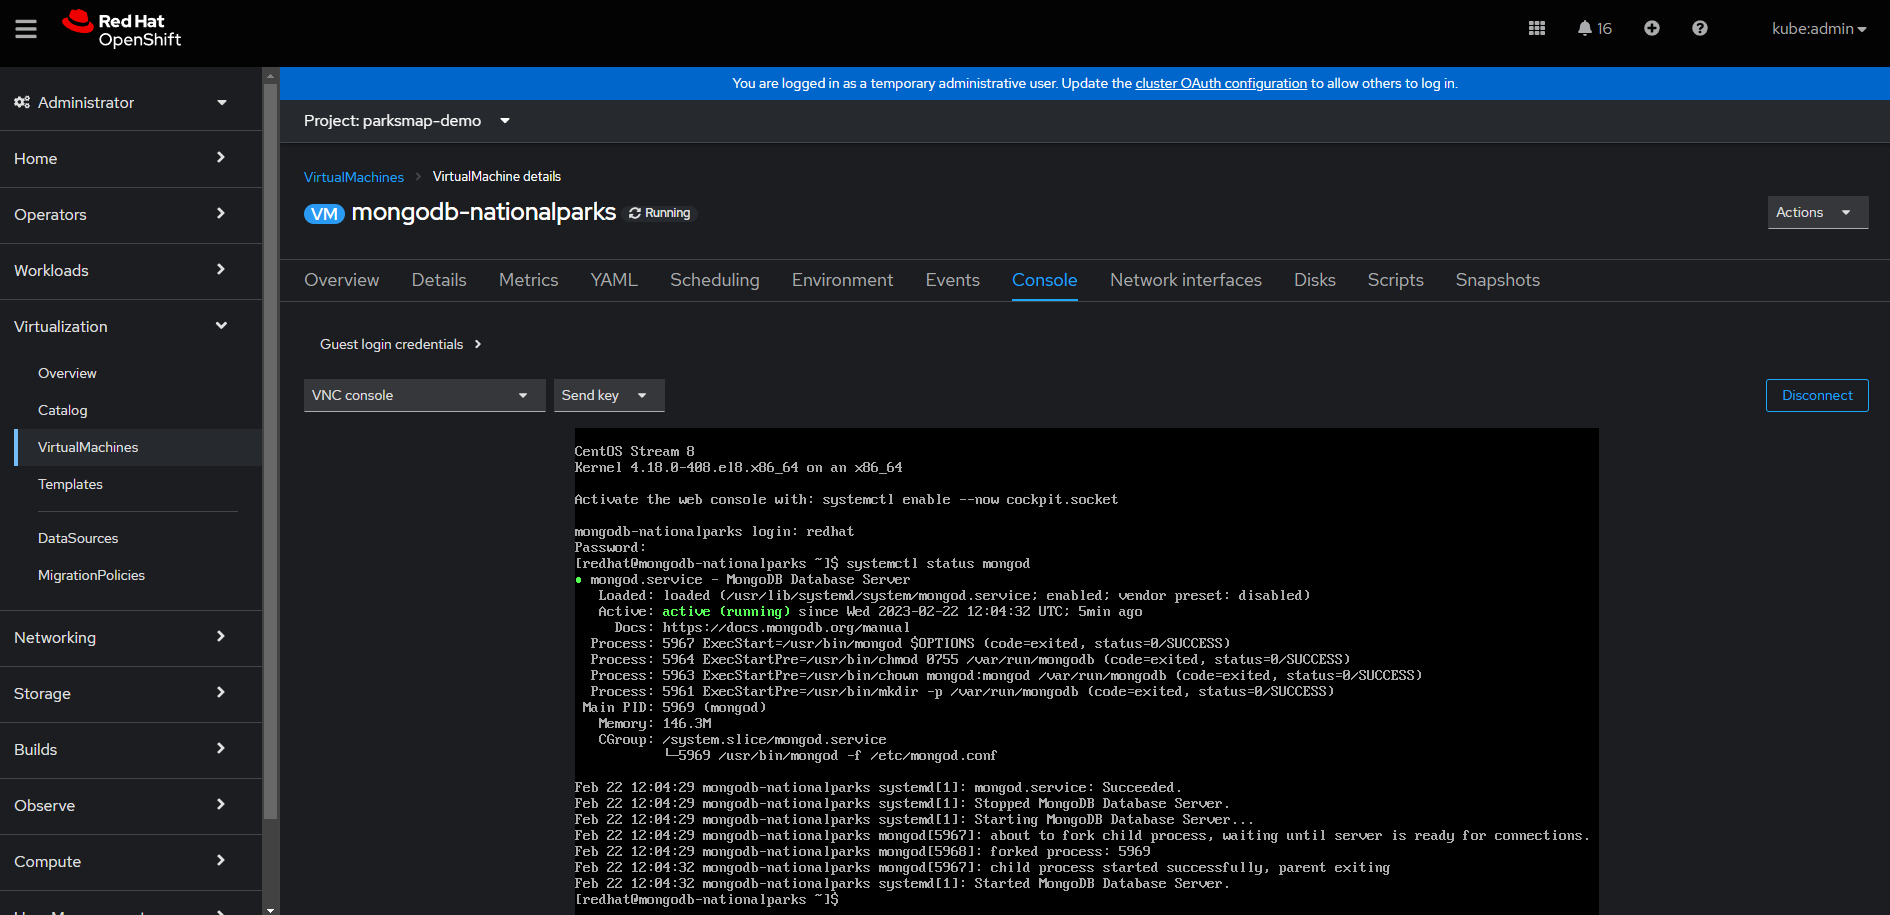 Red Hat
OpenShift
16
kube:admin
You are logged in as a temporary administrative user. Update the cluster OAuth configuration to allow others to log in.
Administrator
Home
Operators
Workloads
Virtualization
Overview
Catalog
VirtualMachines
Templates
DataSources
MigrationPolicies
Networking
Storage
Builds
Observe
Compute
Project: parksmap-demo
VirtualMachines
VirtualMachine details
VM mongodb-nationalparks Running
Actions
Overview Details Metrics YAML Scheduling Environment Events Console Network interfaces Disks Scripts Snapshots
Guest login credentials
VNC console
Send key
Disconnect
CentOS Stream 8
Kernel 4.18.0-408.el8.x86_64 on an x86_64
Activate the web console with: systemctl enable --now cockpit.socket
mongodb-nationalparks login: redhat
Password:
[redhat@mongodb-nationalparks ~]$ systemctl status mongod
● mongod.service - MongoDB Database Server
Loaded: loaded (/usr/lib/systemd/system/mongod.service; enabled; vendor preset: disabled)
Active: active (running) since Wed 2023-02-22 12:04:32 UTC; 5min ago
Docs: https://docs.mongodb.org/manual
Process: 5967 ExecStart=/usr/bin/mongod $OPTIONS (code=exited, status=0/SUCCESS)
Process: 5964 ExecStartPre=/usr/bin/chmod 0755 /var/run/mongodb (code=exited, status=0/SUCCESS)
Process: 5963 ExecStartPre=/usr/bin/chown mongod:mongod /var/run/mongodb (code=exited, status=0/SUCCESS)
Process: 5961 ExecStartPre=/usr/bin/mkdir -p /var/run/mongodb (code=exited, status=0/SUCCESS)
Main PID: 5969 (mongod)
Memory: 146.3M
CGroup: /system.slice/mongod.service
└─5969 /usr/bin/mongod -f /etc/mongod.conf
Feb 22 12:04:29 mongodb-nationalparks systemd[1]: mongod.service: Succeeded.
Feb 22 12:04:29 mongodb-nationalparks systemd[1]: Stopped MongoDB Database Server.
Feb 22 12:04:29 mongodb-nationalparks systemd[1]: Starting MongoDB Database Server...
Feb 22 12:04:29 mongodb-nationalparks mongod[5967]: about to fork child process, waiting until server is ready for connections.
Feb 22 12:04:29 mongodb-nationalparks mongod[5968]: forked process: 5969
Feb 22 12:04:32 mongodb-nationalparks mongod[5967]: child process started successfully, parent exiting
Feb 22 12:04:32 mongodb-nationalparks systemd[1]: Started MongoDB Database Server.
[redhat@mongodb-nationalparks ~]$